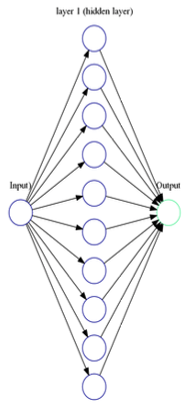 layer 1 (hidden layer)
Input)
Output